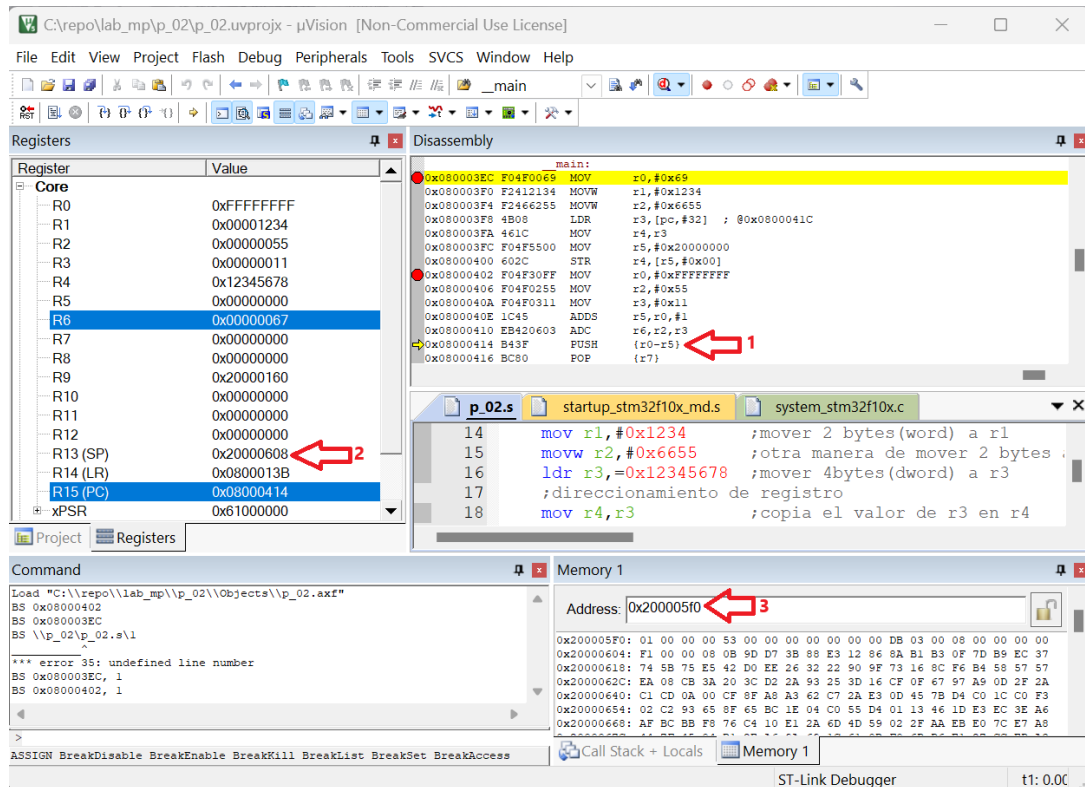 C:\repo\lab_mp\p_02\p_02.uvprojx - µVision [Non-Commercial Use License]
File Edit View Project Flash Debug Peripherals Tools SVCS Window Help
__main
Registers
Register Value
Core
R0 0xFFFFFFFF
R1 0x00001234
R2 0x00000055
R3 0x00000011
R4 0x12345678
R5 0x00000000
R6 0x00000067
R7 0x00000000
R8 0x00000000
R9 0x20000160
R10 0x00000000
R11 0x00000000
R12 0x00000000
R13 (SP) 0x20000608 2
R14 (LR) 0x0800013B
R15 (PC) 0x08000414
xPSR 0x61000000
Project Registers
Disassembly
__main:
0x080003EC F04F0069 MOV r0,#0x69
0x080003F0 F2412134 MOVW r1,#0x1234
0x080003F4 F2466255 MOVW r2,#0x6655
0x080003F8 4B08 LDR r3,[pc,#32] ; @0x0800041C
0x080003FA 461C MOV r4,r3
0x080003FC F04F5500 MOV r5,#0x20000000
0x08000400 602C STR r4,[r5,#0x00]
0x08000402 F04F30FF MOV r0,#0xFFFFFFFF
0x08000406 F04F0255 MOV r2,#0x55
0x0800040A F04F0311 MOV r3,#0x11
0x0800040E 1C45 ADDS r5,r0,#1
0x08000410 EB420603 ADC r6,r2,r3
0x08000414 B43F PUSH {r0-r5} 1
0x08000416 BC80 POP {r7}
p_02.s startup_stm32f10x_md.s system_stm32f10x.c
14 mov r1,#0x1234 ;mover 2 bytes(word) a r1
15 movw r2,#0x6655 ;otra manera de mover 2 bytes
16 ldr r3,=0x12345678 ;mover 4bytes(dword) a r3
17 ;direccionamiento de registro
18 mov r4,r3 ;copia el valor de r3 en r4
Command
Load "C:\\repo\\lab_mp\\p_02\\Objects\\p_02.axf"
BS 0x08000402
BS 0x080003EC
BS \\p_02\p_02.s\1
^
*** error 35: undefined line number
BS 0x080003EC, 1
BS 0x08000402, 1
>
ASSIGN BreakDisable BreakEnable BreakKill BreakList BreakSet BreakAccess
Memory 1
Address: 0x200005f0 3
0x200005F0: 01 00 00 00 53 00 00 00 00 00 00 00 DB 03 00 08 00 00 00 00
0x20000604: F1 00 00 08 0B 9D D7 3B 88 E3 12 86 8A B1 B3 0F 7D B9 EC 37
0x20000618: 74 5B 75 E5 42 D0 EE 26 32 22 90 9F 73 16 8C F6 B4 58 57 57
0x2000062C: EA 08 CB 3A 20 3C D2 2A 93 25 3D 16 CF 0F 67 97 A9 0D 2F 2A
0x20000640: C1 CD 0A 00 CF 8F A8 A3 62 C7 2A E3 0D 45 7B D4 C0 1C C0 F3
0x20000654: 02 C2 93 65 8F 65 BC 1E 04 C0 55 D4 01 13 46 1D E3 EC 3E A6
0x20000668: AF BC BB F8 76 C4 10 E1 2A 6D 4D 59 02 2F AA EB E0 7C E7 A8
Call Stack + Locals Memory 1
ST-Link Debugger t1: 0.00